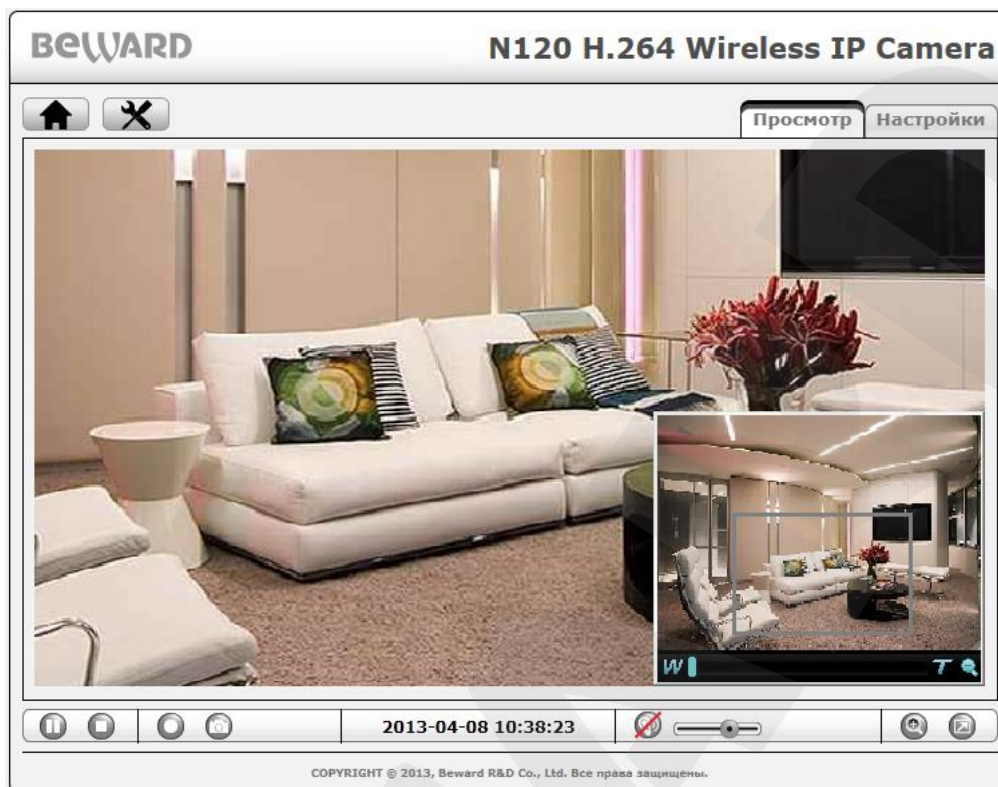 BEWARD
N120 H.264 Wireless IP Camera
Просмотр
Настройки
W
T
2013-04-08 10:38:23
COPYRIGHT © 2013, Beward R&D Co., Ltd. Все права защищены.